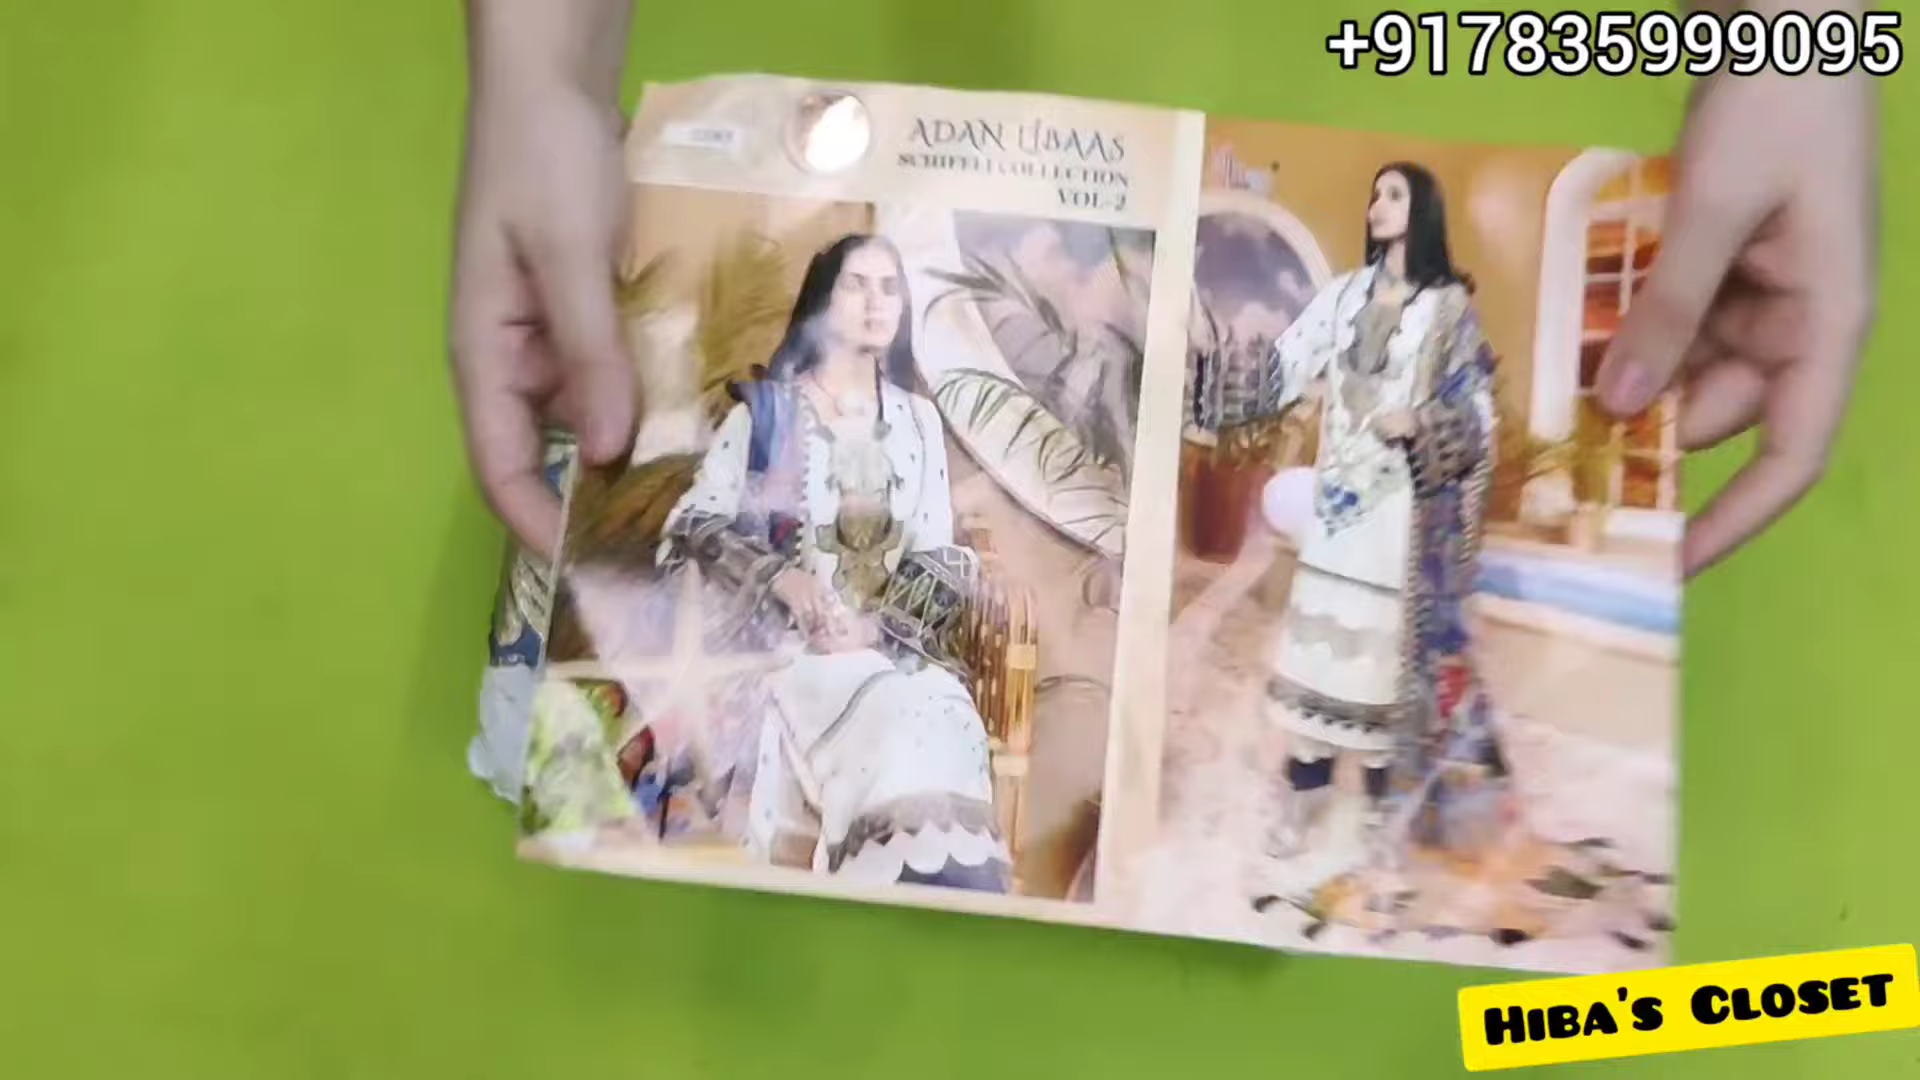 +917835999095
ADAN LIBAAS
SCHIFFLI COLLECTION
VOL-2
HIBA'S CLOSET